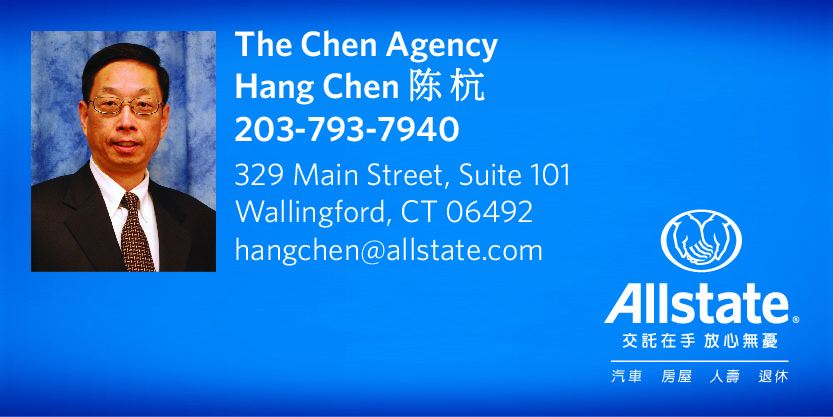 The Chen Agency
Hang Chen 陈 杭
203-793-7940
329 Main Street, Suite 101
Wallingford, CT 06492
hangchen@allstate.com
Allstate®
交託在手 放心無憂
汽車 房屋 人壽 退休